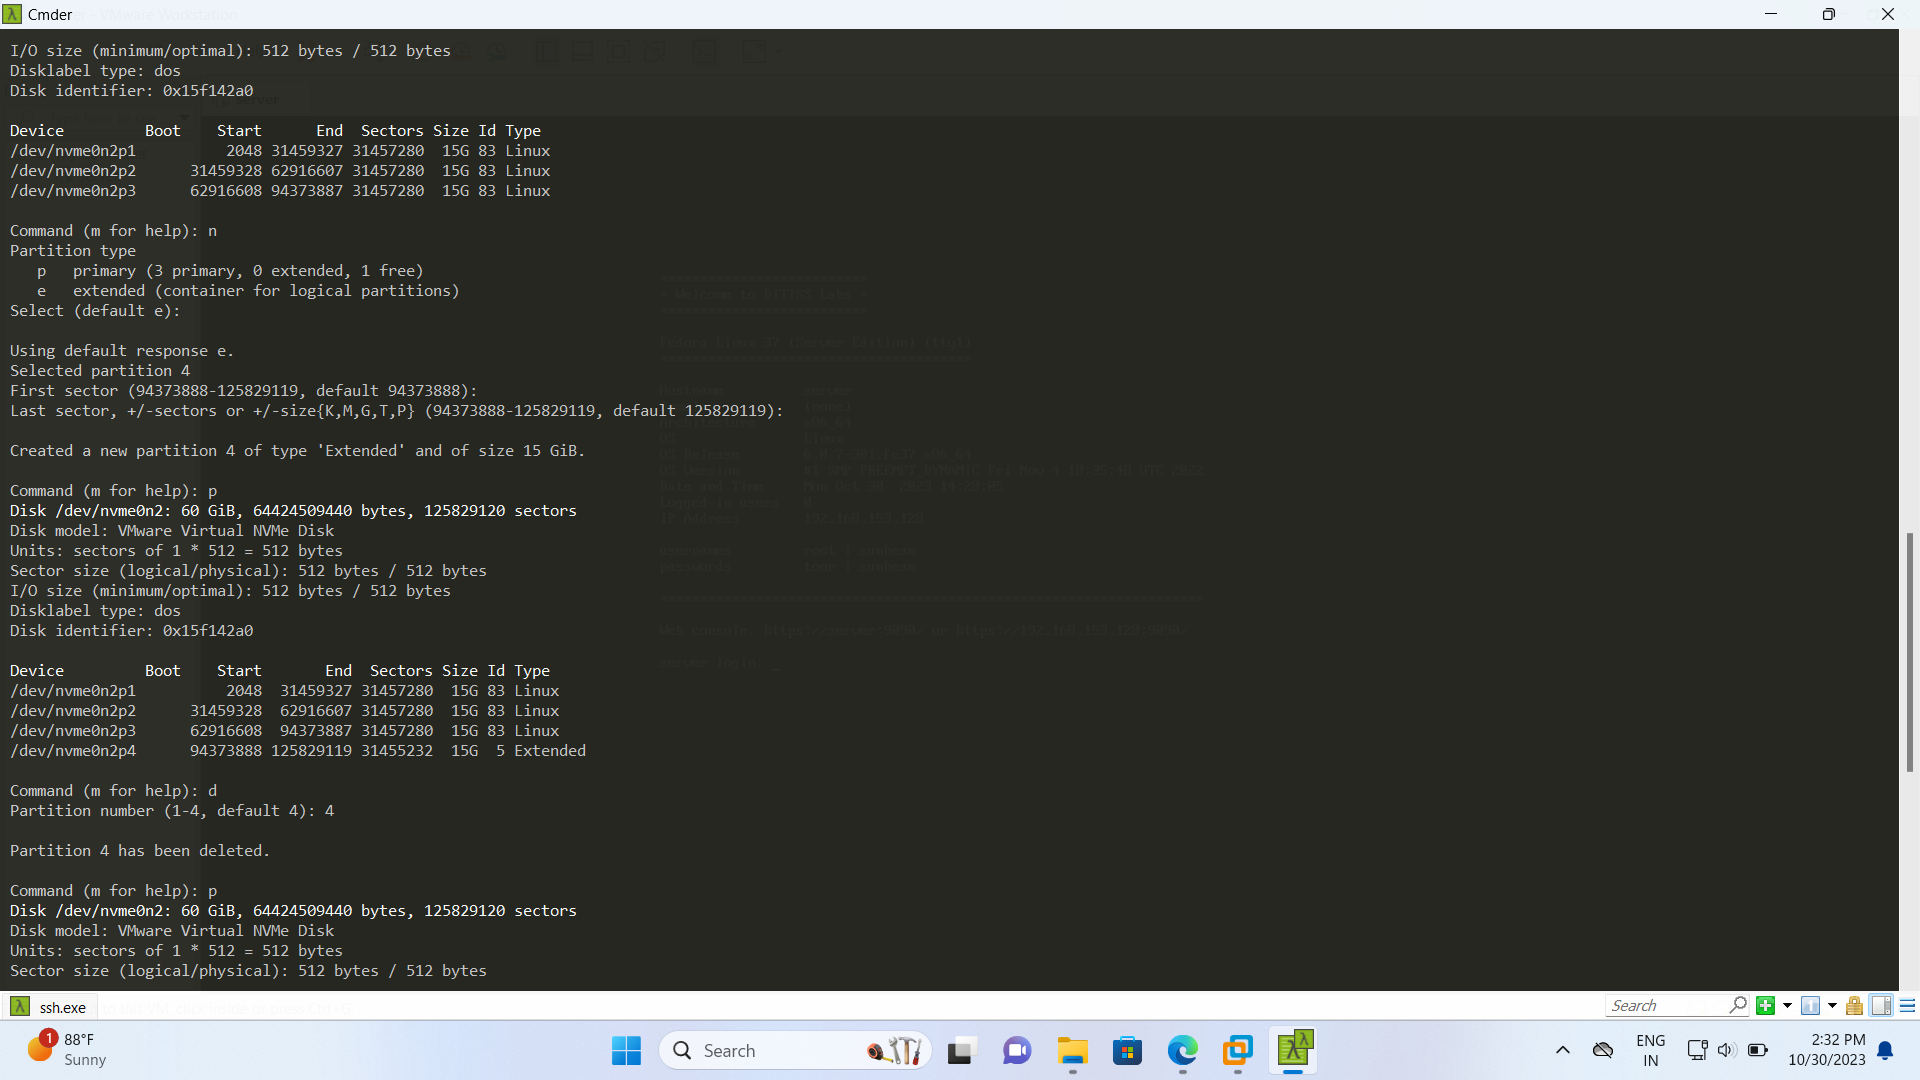 Cmder
I/O size (minimum/optimal): 512 bytes / 512 bytes
Disklabel type: dos
Disk identifier: 0x15f142a0
Device         Boot    Start      End  Sectors Size Id Type
/dev/nvme0n2p1          2048 31459327 31457280  15G 83 Linux
/dev/nvme0n2p2      31459328 62916607 31457280  15G 83 Linux
/dev/nvme0n2p3      62916608 94373887 31457280  15G 83 Linux
Command (m for help): n
Partition type
   p   primary (3 primary, 0 extended, 1 free)
   e   extended (container for logical partitions)
Select (default e):
Using default response e.
Selected partition 4
First sector (94373888-125829119, default 94373888):
Last sector, +/-sectors or +/-size{K,M,G,T,P} (94373888-125829119, default 125829119):
Created a new partition 4 of type 'Extended' and of size 15 GiB.
Command (m for help): p
Disk /dev/nvme0n2: 60 GiB, 64424509440 bytes, 125829120 sectors
Disk model: VMware Virtual NVMe Disk
Units: sectors of 1 * 512 = 512 bytes
Sector size (logical/physical): 512 bytes / 512 bytes
I/O size (minimum/optimal): 512 bytes / 512 bytes
Disklabel type: dos
Disk identifier: 0x15f142a0
Device         Boot    Start       End  Sectors Size Id Type
/dev/nvme0n2p1          2048  31459327 31457280  15G 83 Linux
/dev/nvme0n2p2      31459328  62916607 31457280  15G 83 Linux
/dev/nvme0n2p3      62916608  94373887 31457280  15G 83 Linux
/dev/nvme0n2p4      94373888 125829119 31455232  15G  5 Extended
Command (m for help): d
Partition number (1-4, default 4): 4
Partition 4 has been deleted.
Command (m for help): p
Disk /dev/nvme0n2: 60 GiB, 64424509440 bytes, 125829120 sectors
Disk model: VMware Virtual NVMe Disk
Units: sectors of 1 * 512 = 512 bytes
Sector size (logical/physical): 512 bytes / 512 bytes
ssh.exe
Search
1
88°F
Sunny
Search
ENG
IN
2:32 PM
10/30/2023